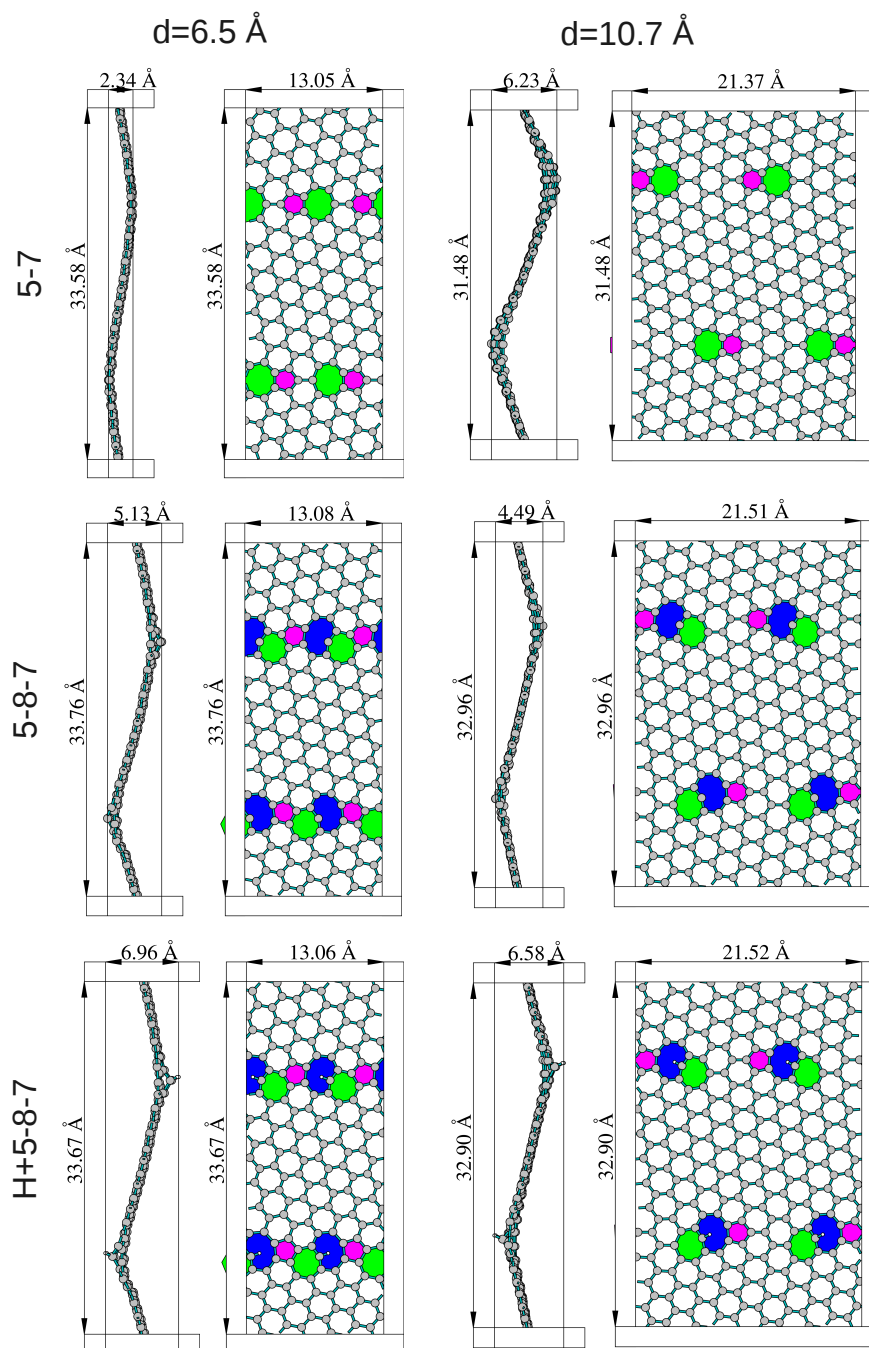 d=6.5 Å
d=10.7 Å
5-7
2.34 Å
13.05 Å
6.23 Å
21.37 Å
33.58 Å
33.58 Å
31.48 Å
31.48 Å
5-8-7
5.13 Å
13.08 Å
4.49 Å
21.51 Å
33.76 Å
33.76 Å
32.96 Å
32.96 Å
H+5-8-7
6.96 Å
13.06 Å
6.58 Å
21.52 Å
33.67 Å
33.67 Å
32.90 Å
32.90 Å